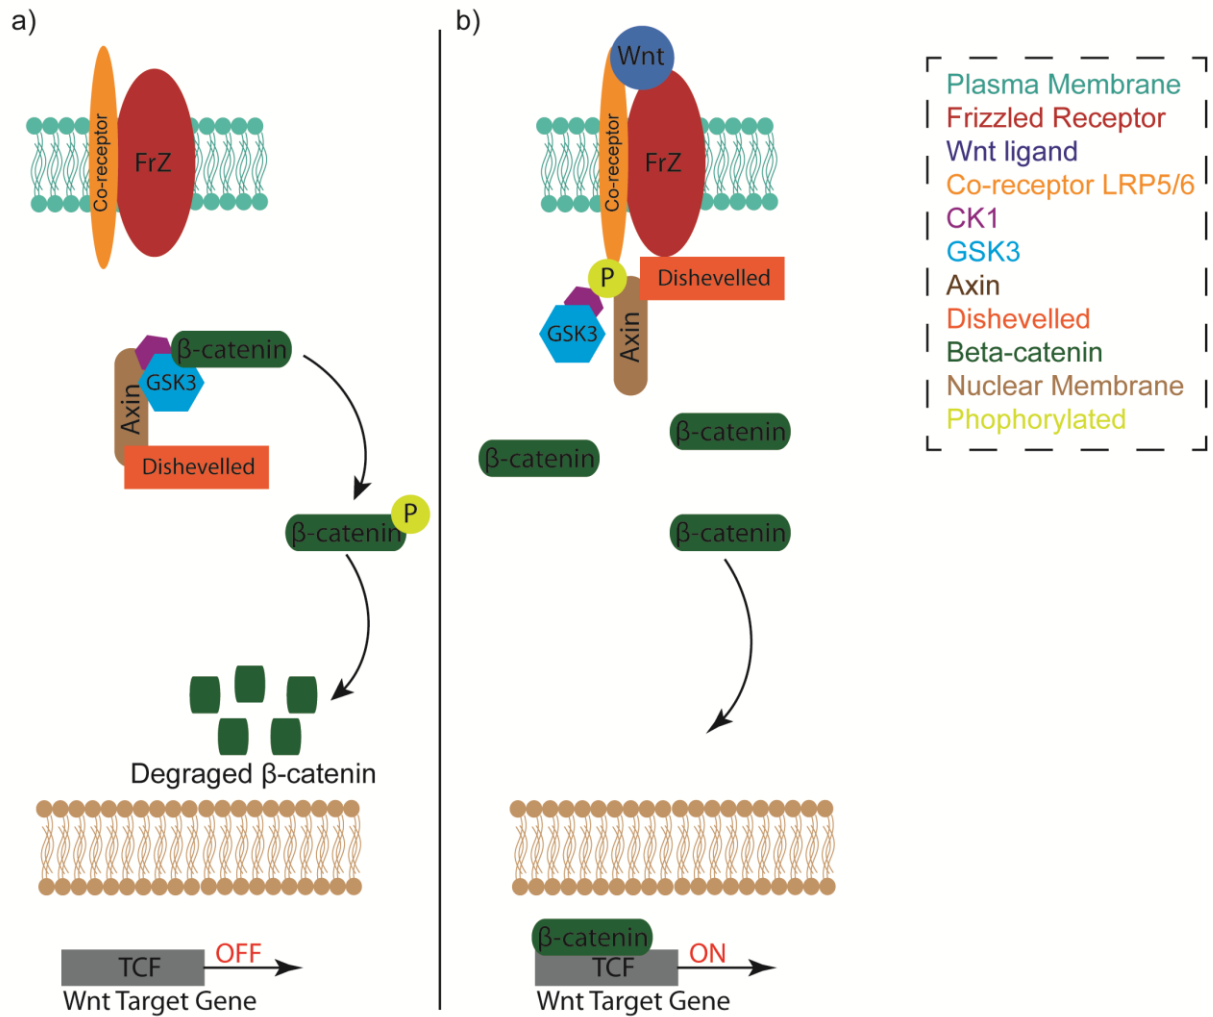 a)
Co-receptor
FrZ
GSK3
β-catenin
Axin
Dishevelled
β-catenin
P
Degraged β-catenin
OFF
TCF
Wnt Target Gene
b)
Wnt
Co-receptor
FrZ
P
Dishevelled
GSK3
Axin
β-catenin
β-catenin
β-catenin
β-catenin
ON
TCF
Wnt Target Gene
Plasma Membrane
Frizzled Receptor
Wnt ligand
Co-receptor LRP5/6
CK1
GSK3
Axin
Dishevelled
Beta-catenin
Nuclear Membrane
Phophorylated